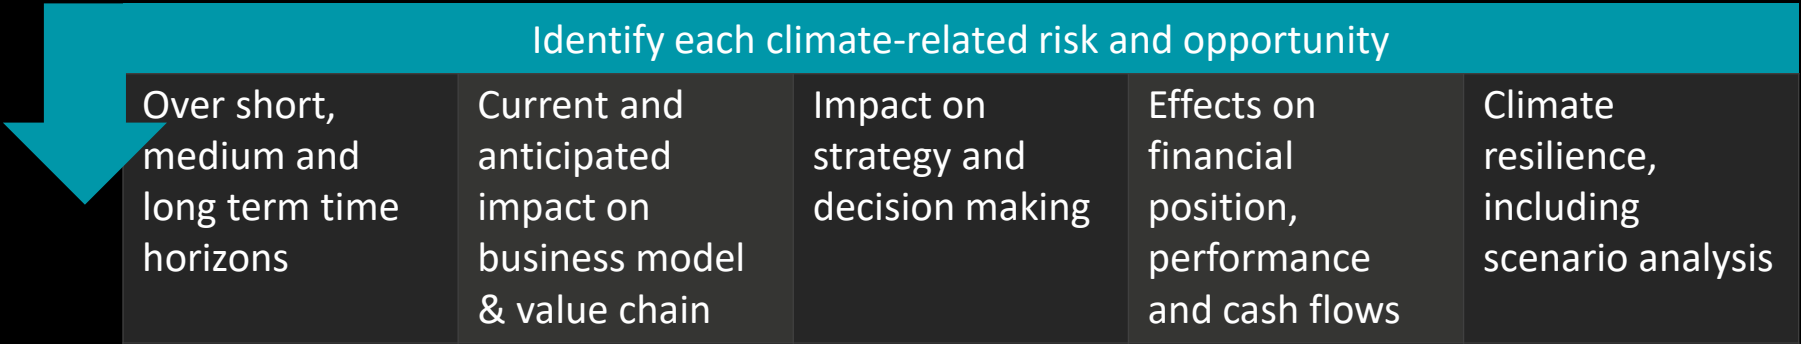 Identify each climate-related risk and opportunity
Over short,
medium and
long term time
horizons
Current and
anticipated
impact on
business model
& value chain
Impact on
strategy and
decision making
Effects on
financial
position,
performance
and cash flows
Climate
resilience,
including
scenario analysis